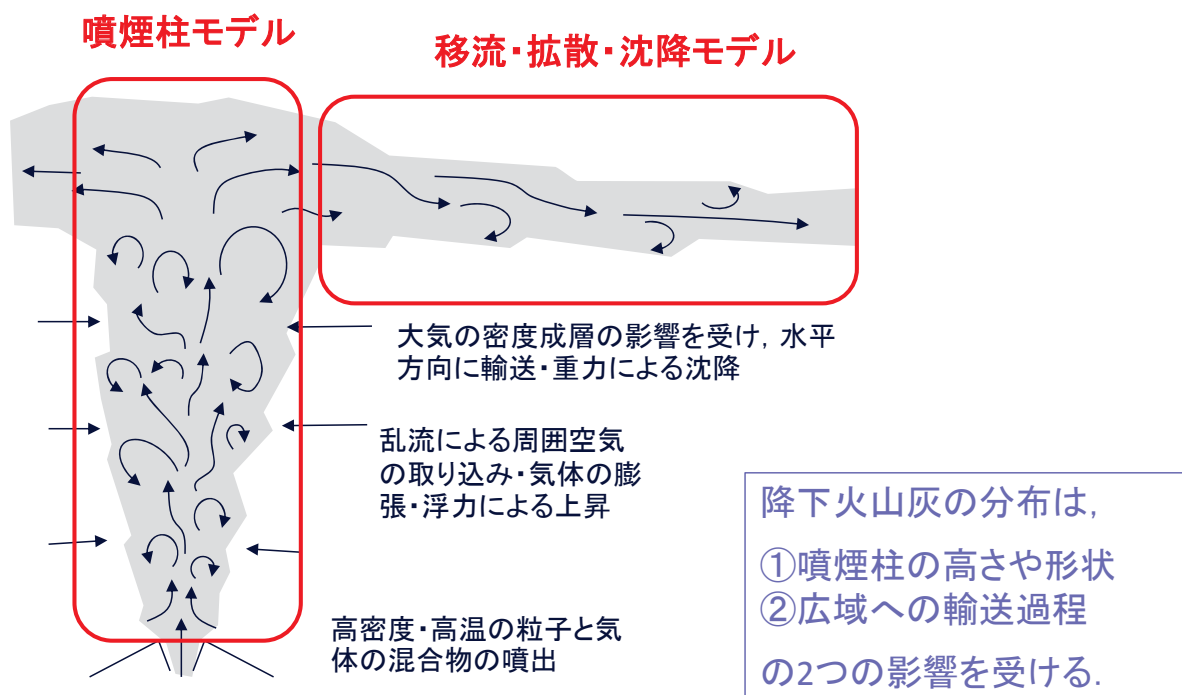 噴煙柱モデル
移流・拡散・沈降モデル
大気の密度成層の影響を受け, 水平
方向に輸送・重力による沈降
乱流による周囲空気
の取り込み・気体の膨
張・浮力による上昇
高密度・高温の粒子と気
体の混合物の噴出
降下火山灰の分布は,
①噴煙柱の高さや形状
②広域への輸送過程
の2つの影響を受ける.